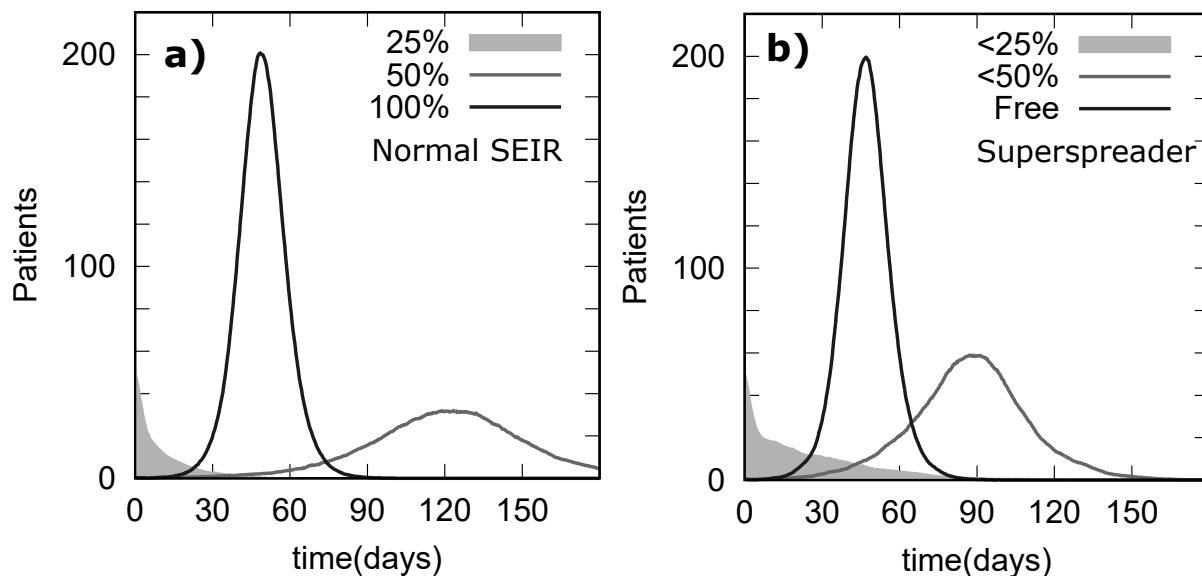 a)
25%
50%
100%
Normal SEIR
200
100
0
Patients
0 30 60 90 120 150
time(days)
b)
<25%
<50%
Free
Superspreader
200
100
0
Patients
0 30 60 90 120 150
time(days)